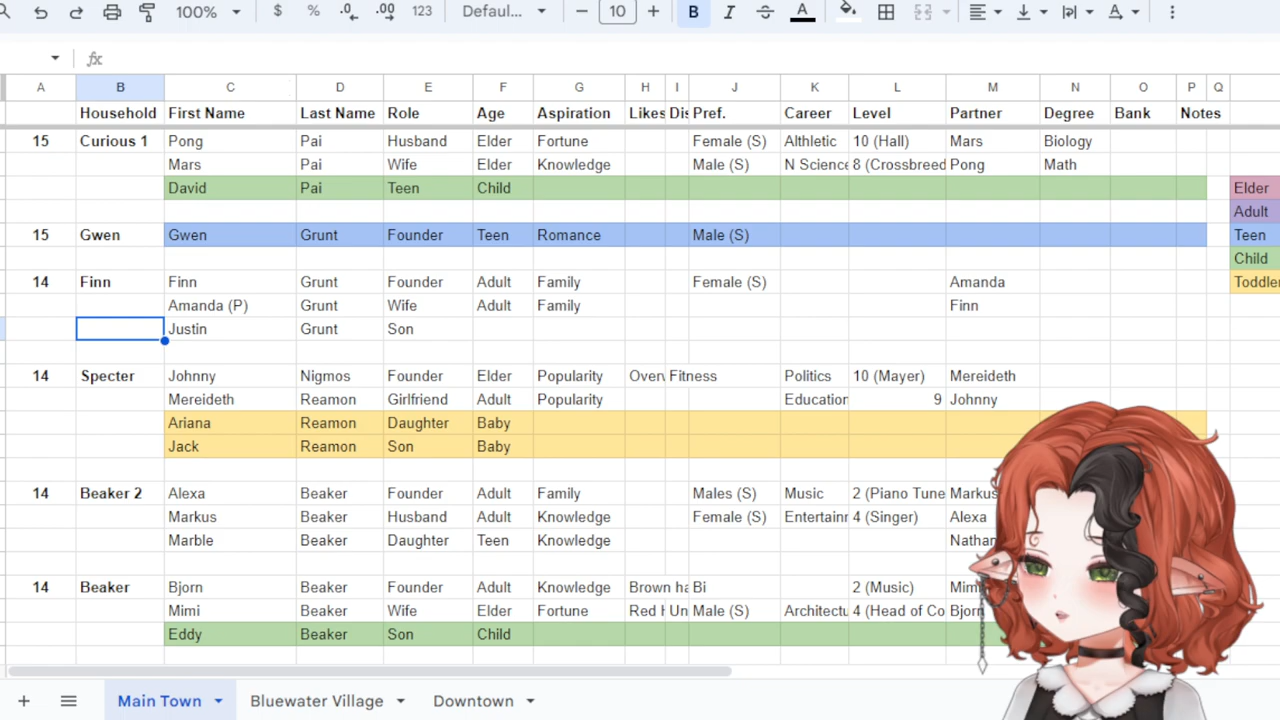 100% $ % .0 .00 123 Defaul... 10 B I A
fx
A B C D E F G H I J K L M N O P Q
Household First Name Last Name Role Age Aspiration Likes Dis Pref. Career Level Partner Degree Bank Notes
15 Curious 1 Pong Pai Husband Elder Fortune Female (S) Althletic 10 (Hall) Mars Biology
Mars Pai Wife Elder Knowledge Male (S) N Science 8 (Crossbreed Pong Math
David Pai Teen Child Elder
Adult
15 Gwen Gwen Grunt Founder Teen Romance Male (S) Teen
Child
14 Finn Finn Grunt Founder Adult Family Female (S) Amanda Toddler
Amanda (P) Grunt Wife Adult Family Finn
Justin Grunt Son
14 Specter Johnny Nigmos Founder Elder Popularity Overw Fitness Politics 10 (Mayer) Mereideth
Mereideth Reamon Girlfriend Adult Popularity Education 9 Johnny
Ariana Reamon Daughter Baby
Jack Reamon Son Baby
14 Beaker 2 Alexa Beaker Founder Adult Family Males (S) Music 2 (Piano Tune Markus
Markus Beaker Husband Adult Knowledge Female (S) Entertainm 4 (Singer) Alexa
Marble Beaker Daughter Teen Knowledge Nathan
14 Beaker Bjorn Beaker Founder Adult Knowledge Brown ha Bi 2 (Music) Mimi
Mimi Beaker Wife Elder Fortune Red H Un Male (S) Architectu 4 (Head of Co Bjorn
Eddy Beaker Son Child
+ Main Town Bluewater Village Downtown